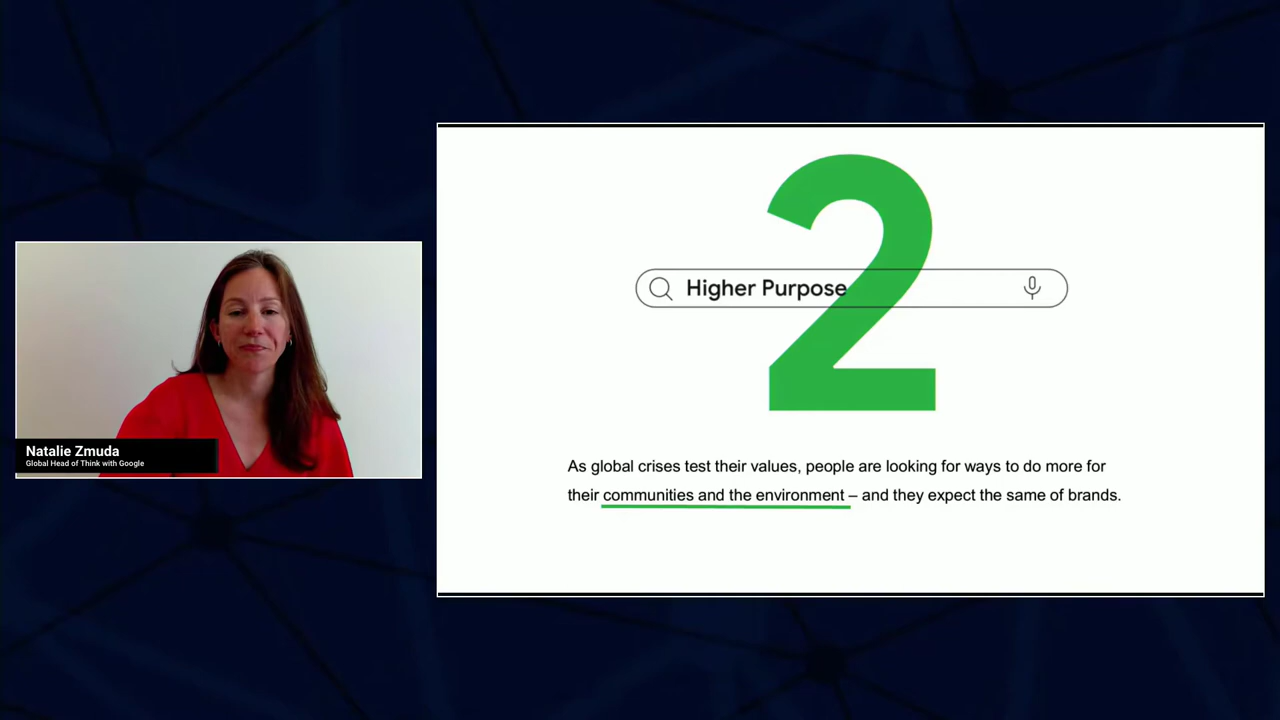 Natalie Zmuda
Global Head of Think with Google
2
Higher Purpose
As global crises test their values, people are looking for ways to do more for
their communities and the environment – and they expect the same of brands.